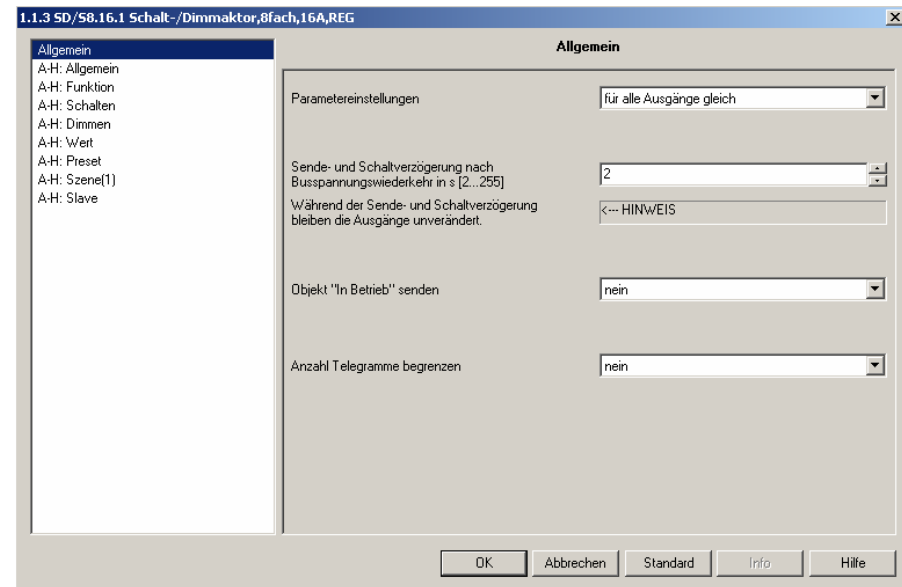 1.1.3 SD/S8.16.1 Schalt-/Dimmaktor,8fach,16A,REG
Allgemein
A-H: Allgemein
A-H: Funktion
A-H: Schalten
A-H: Dimmen
A-H: Wert
A-H: Preset
A-H: Szene(1)
A-H: Slave
Allgemein
Parametereinstellungen
für alle Ausgänge gleich
Sende- und Schaltverzögerung nach
Busspannungswiederkehr in s [2...255]
2
Während der Sende- und Schaltverzögerung
bleiben die Ausgänge unverändert.
<--- HINWEIS
Objekt "In Betrieb" senden
nein
Anzahl Telegramme begrenzen
nein
OK
Abbrechen
Standard
Info
Hilfe